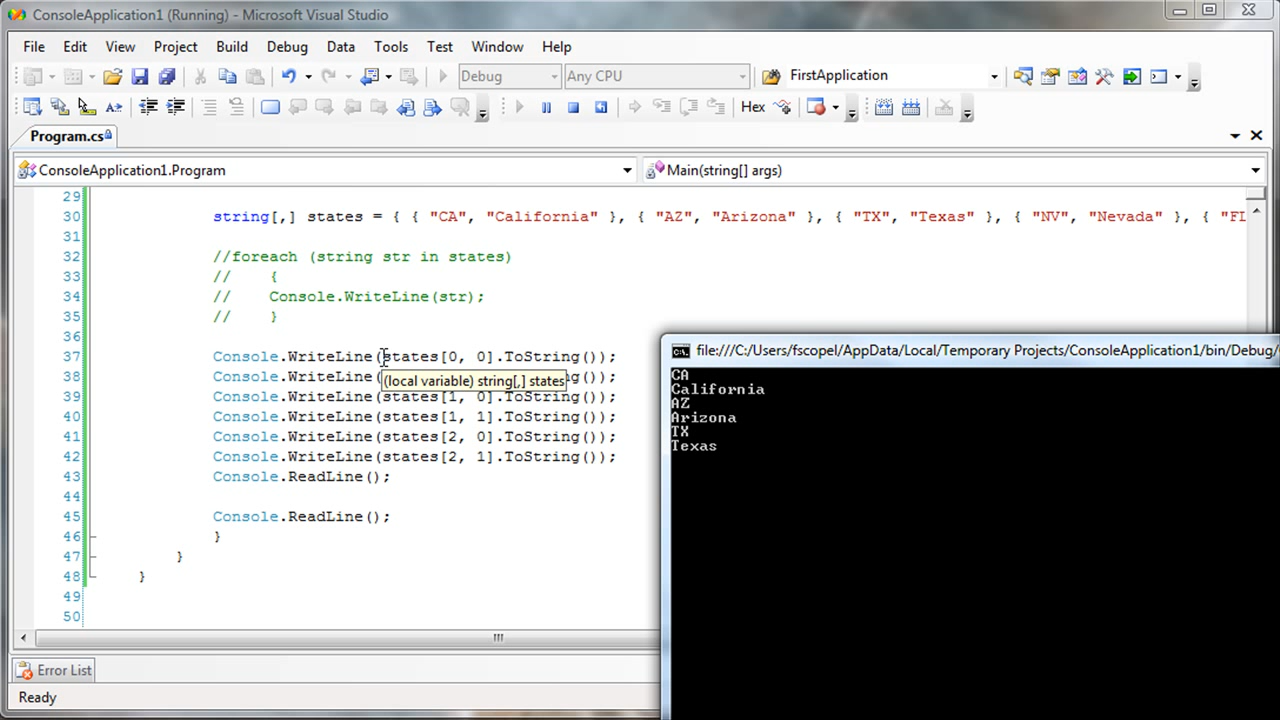 ConsoleApplication1 (Running) - Microsoft Visual Studio
File Edit View Project Build Debug Data Tools Test Window Help
Debug Any CPU FirstApplication
Hex
Program.cs
ConsoleApplication1.Program Main(string[] args)
29
30 string[,] states = { { "CA", "California" }, { "AZ", "Arizona" }, { "TX", "Texas" }, { "NV", "Nevada" }, { "FL
31
32 //foreach (string str in states)
33 // {
34 // Console.WriteLine(str);
35 // }
36
37 Console.WriteLine(states[0, 0].ToString());
38 Console.WriteLine( g());
(local variable) string[,] states
39 Console.WriteLine(states[1, 0].ToString());
40 Console.WriteLine(states[1, 1].ToString());
41 Console.WriteLine(states[2, 0].ToString());
42 Console.WriteLine(states[2, 1].ToString());
43 Console.ReadLine();
44
45 Console.ReadLine();
46 }
47 }
48 }
49
50
Error List
Ready
file:///C:/Users/fscopel/AppData/Local/Temporary Projects/ConsoleApplication1/bin/Debug/
CA
California
AZ
Arizona
TX
Texas